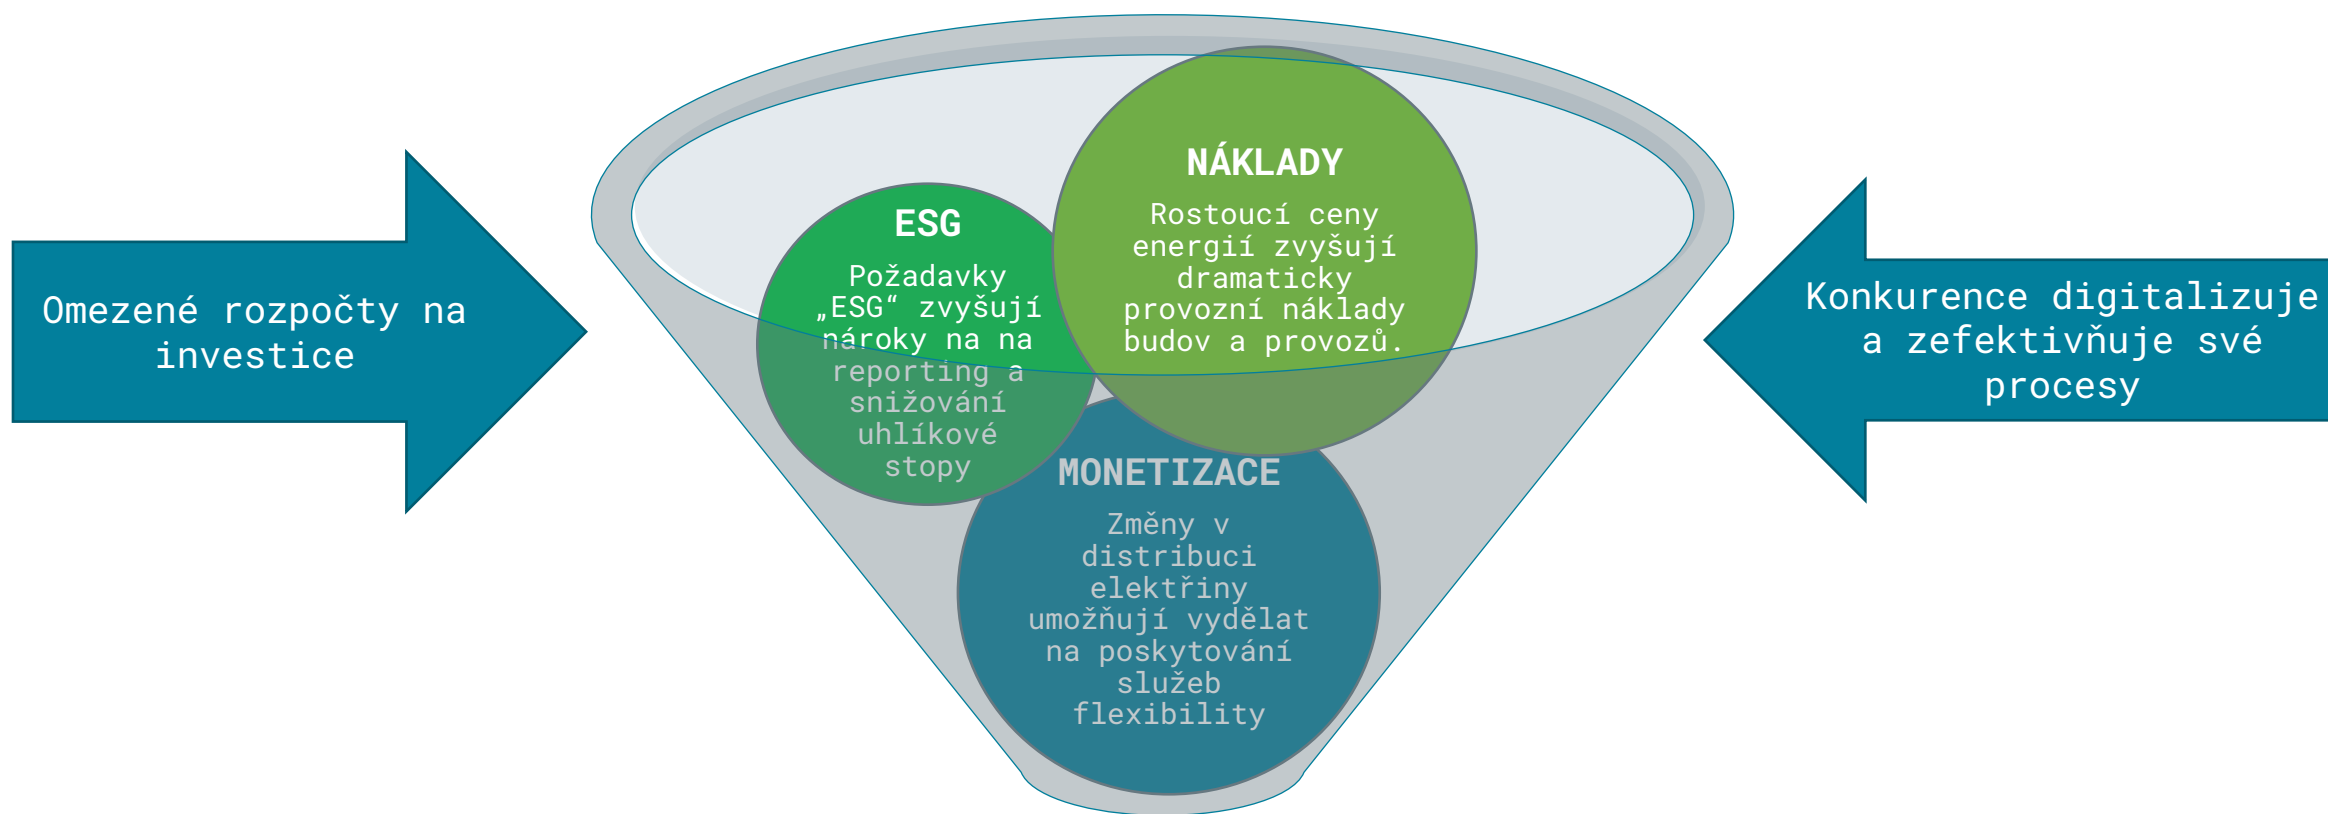 Omezené rozpočty na
investice
ESG
Požadavky
„ESG“ zvyšují
nároky na na
reporting a
snižování
uhlíkové
stopy
NÁKLADY
Rostoucí ceny
energií zvyšují
dramaticky
provozní náklady
budov a provozů.
MONETIZACE
Změny v
distribuci
elektřiny
umožňují vydělat
na poskytování
služeb
flexibility
Konkurence digitalizuje
a zefektivňuje své
procesy